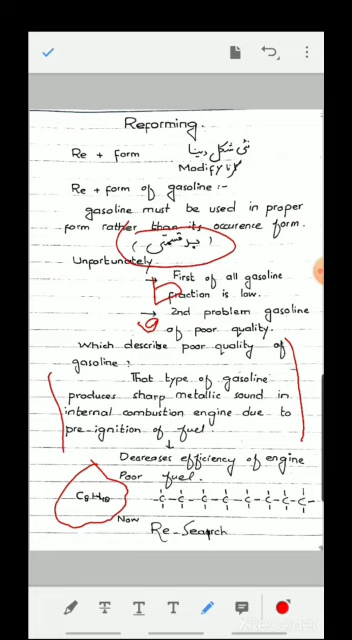 Reforming.
Re + form نئی شکل دینا
Modify کرنا
Re + form of gasoline :-
gasoline must be used in proper
form rather than its occurence form.
( بدقسمتی )
Unfortunately
→ First of all gasoline
fraction is low.
→ 2nd problem gasoline
of poor quality.
Which describe poor quality of
gasoline :
That type of gasoline
produces sharp metallic sound in
internal combustion engine due to
pre-ignition of fuel.
↓
Decreases efficiency of engine
Poor fuel.
C8H18 -C-C-C-C-C-C-C-C-
Now
Re-Search
T T T
XRecorder